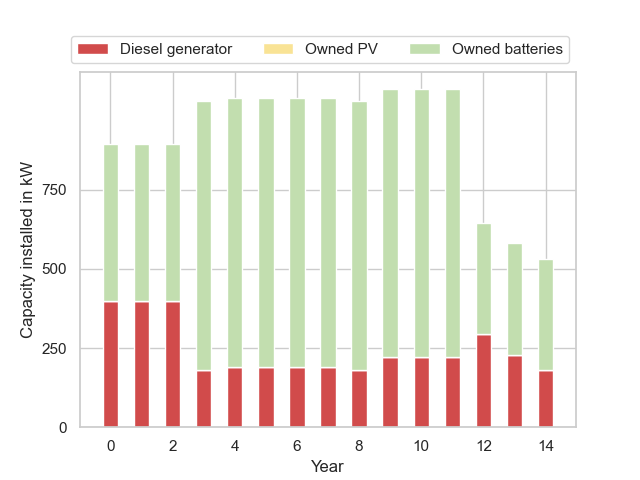 Diesel generator Owned PV Owned batteries
Capacity installed in kW
750
500
250
0
0 2 4 6 8 10 12 14
Year